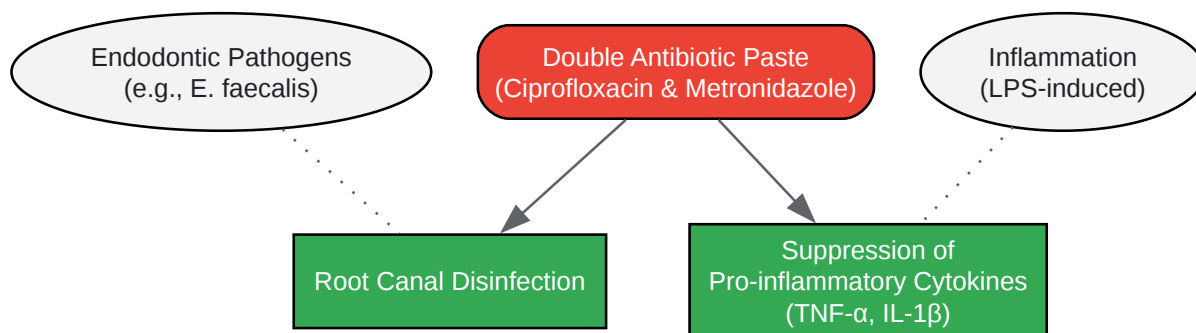 Endodontic Pathogens
(e.g., E. faecalis)
Double Antibiotic Paste
(Ciprofloxacin & Metronidazole)
Inflammation
(LPS-induced)
Root Canal Disinfection
Suppression of
Pro-inflammatory Cytokines
(TNF-α, IL-1β)